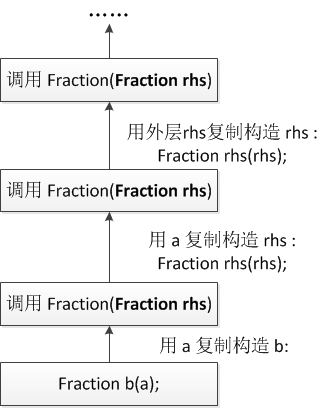 ……
调用 Fraction(Fraction rhs)
用外层rhs复制构造 rhs :
Fraction rhs(rhs);
调用 Fraction(Fraction rhs)
用 a 复制构造 rhs :
Fraction rhs(rhs);
调用 Fraction(Fraction rhs)
用 a 复制构造 b:
Fraction b(a);